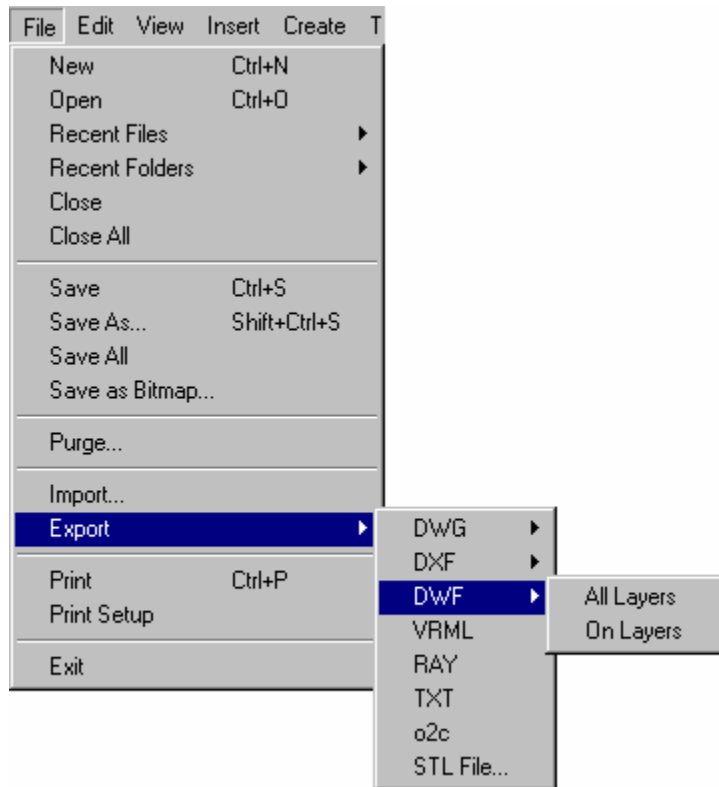 File Edit View Insert Create T
New Ctrl+N
Open Ctrl+O
Recent Files
Recent Folders
Close
Close All
Save Ctrl+S
Save As... Shift+Ctrl+S
Save All
Save as Bitmap...
Purge...
Import...
Export
Print Ctrl+P
Print Setup
Exit
DWG
DXF
DWF
VRML
RAY
TXT
o2c
STL File...
All Layers
On Layers